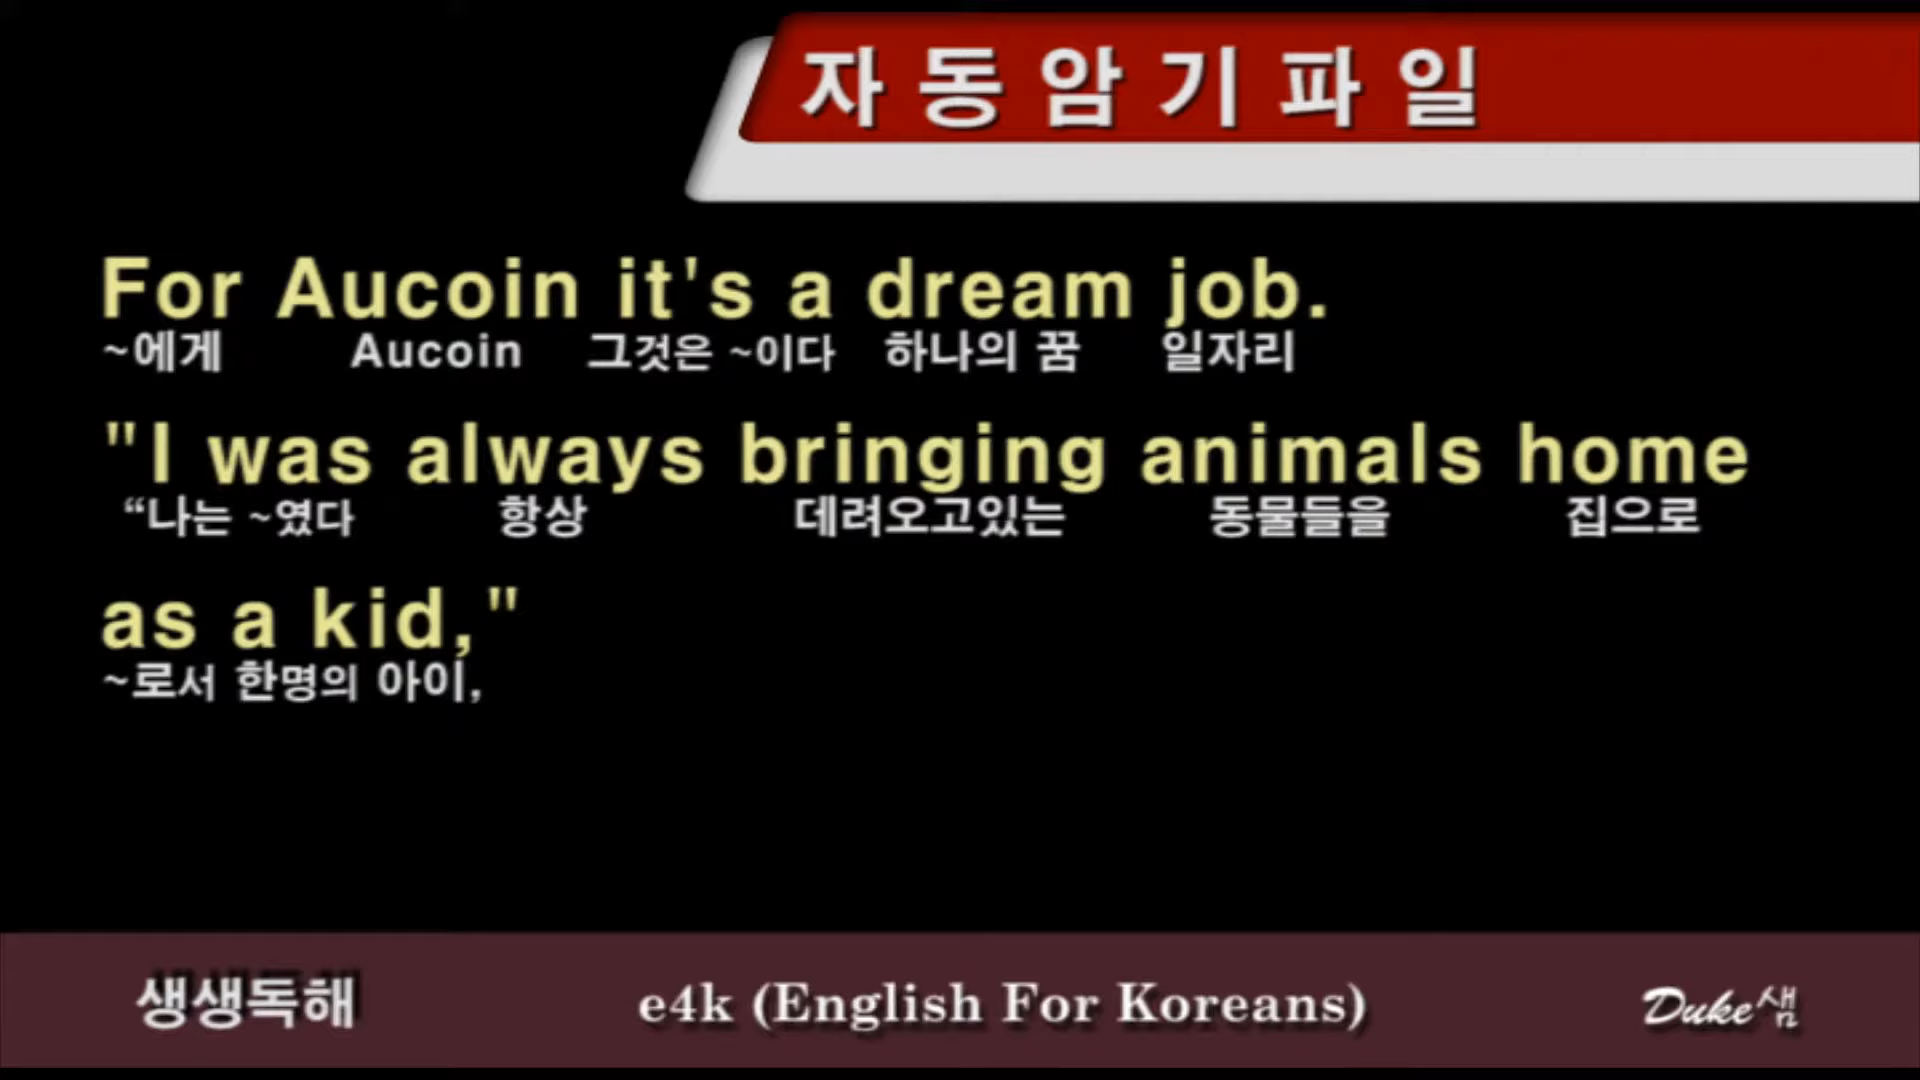 자동암기파일
For Aucoin it's a dream job.
~에게 Aucoin 그것은 ~이다 하나의 꿈 일자리
"I was always bringing animals home
“나는 ~였다 항상 데려오고있는 동물들을 집으로
as a kid,"
~로서 한명의 아이,
생생독해 e4k (English For Koreans) Duke샘